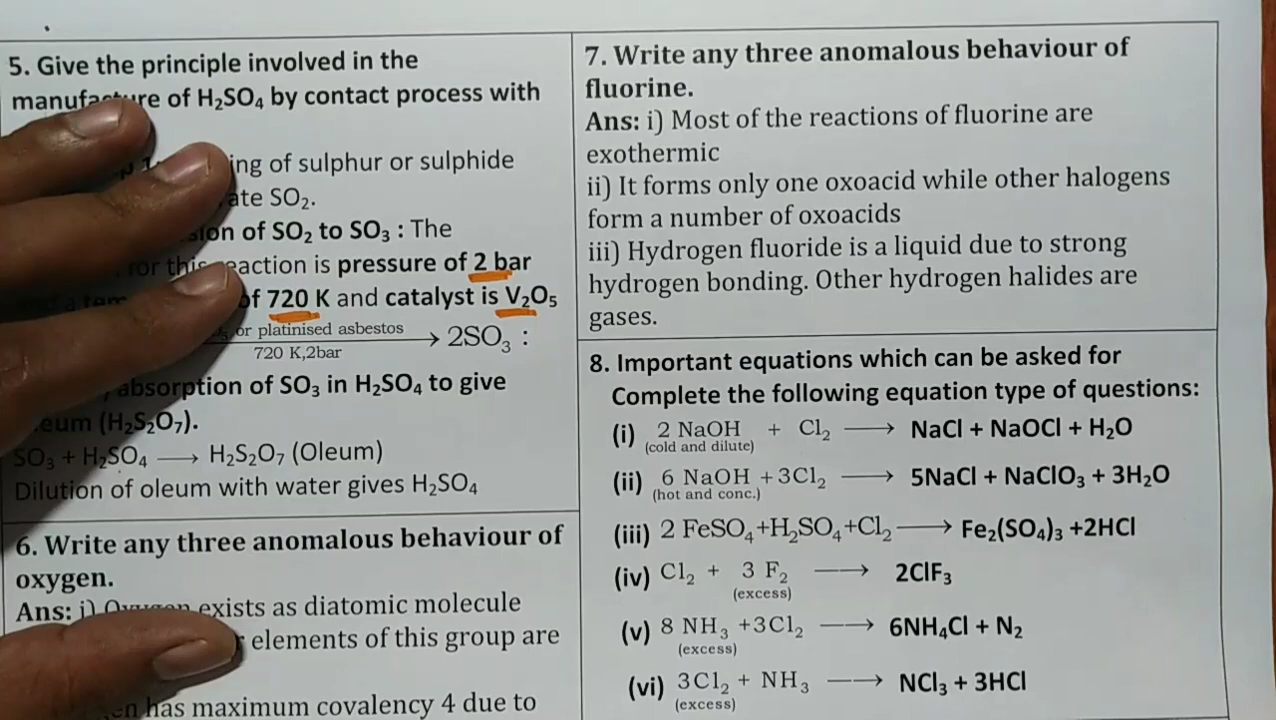 5. Give the principle involved in the
manufacture of H₂SO₄ by contact process with
ing of sulphur or sulphide
ate SO₂.
sion of SO₂ to SO₃ : The
for this reaction is pressure of 2 bar
of 720 K and catalyst is V₂O₅
or platinised asbestos
720 K,2bar
⟶ 2SO₃ :
absorption of SO₃ in H₂SO₄ to give
eum (H₂S₂O₇).
SO₃ + H₂SO₄ ⟶ H₂S₂O₇ (Oleum)
Dilution of oleum with water gives H₂SO₄
6. Write any three anomalous behaviour of
oxygen.
Ans: i) Oxygen exists as diatomic molecule
elements of this group are
en has maximum covalency 4 due to
7. Write any three anomalous behaviour of
fluorine.
Ans: i) Most of the reactions of fluorine are
exothermic
ii) It forms only one oxoacid while other halogens
form a number of oxoacids
iii) Hydrogen fluoride is a liquid due to strong
hydrogen bonding. Other hydrogen halides are
gases.
8. Important equations which can be asked for
Complete the following equation type of questions:
(i) 2 NaOH + Cl₂ ⟶ NaCl + NaOCl + H₂O
(cold and dilute)
(ii) 6 NaOH +3Cl₂ ⟶ 5NaCl + NaClO₃ + 3H₂O
(hot and conc.)
(iii) 2 FeSO₄+H₂SO₄+Cl₂ ⟶ Fe₂(SO₄)₃ +2HCl
(iv) Cl₂ + 3 F₂ ⟶ 2ClF₃
(excess)
(v) 8 NH₃ +3Cl₂ ⟶ 6NH₄Cl + N₂
(excess)
(vi) 3Cl₂ + NH₃ ⟶ NCl₃ + 3HCl
(excess)